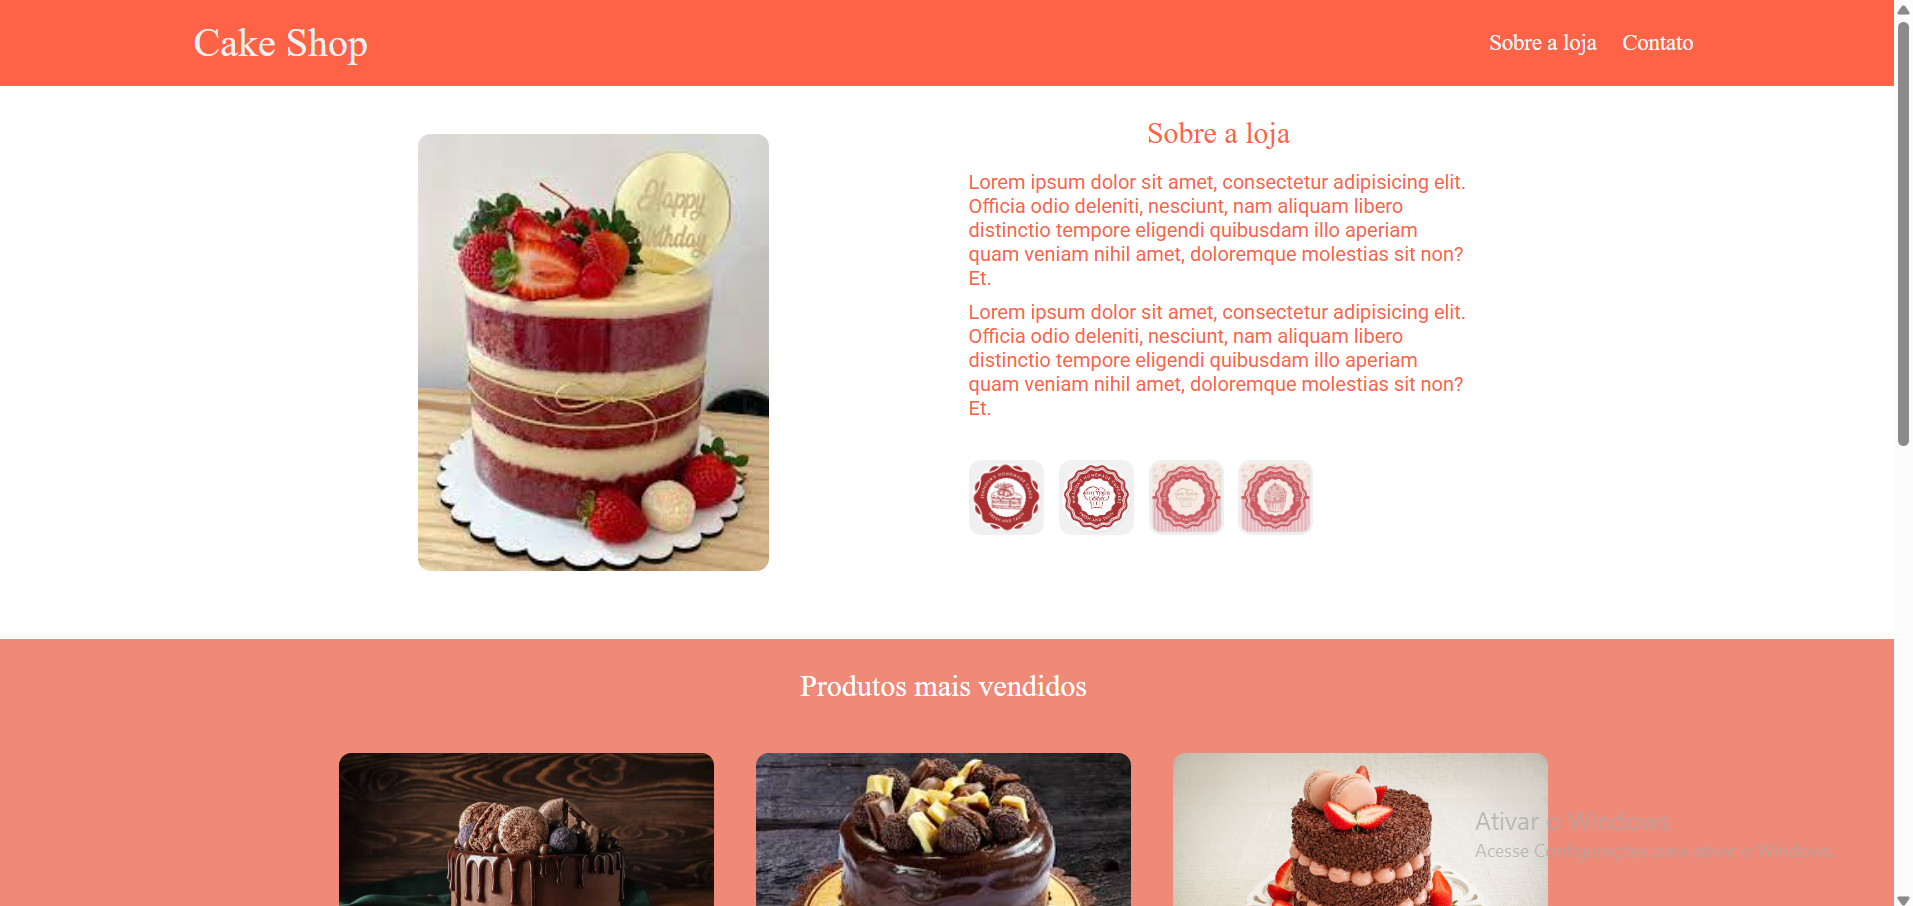 Cake Shop
Sobre a loja
Contato
Happy
Birthday
Sobre a loja
Lorem ipsum dolor sit amet, consectetur adipisicing elit.
Officia odio deleniti, nesciunt, nam aliquam libero
distinctio tempore eligendi quibusdam illo aperiam
quam veniam nihil amet, doloremque molestias sit non?
Et.
Lorem ipsum dolor sit amet, consectetur adipisicing elit.
Officia odio deleniti, nesciunt, nam aliquam libero
distinctio tempore eligendi quibusdam illo aperiam
quam veniam nihil amet, doloremque molestias sit non?
Et.
Produtos mais vendidos
Ativar o Windows
Acesse Configurações para ativar o Windows.